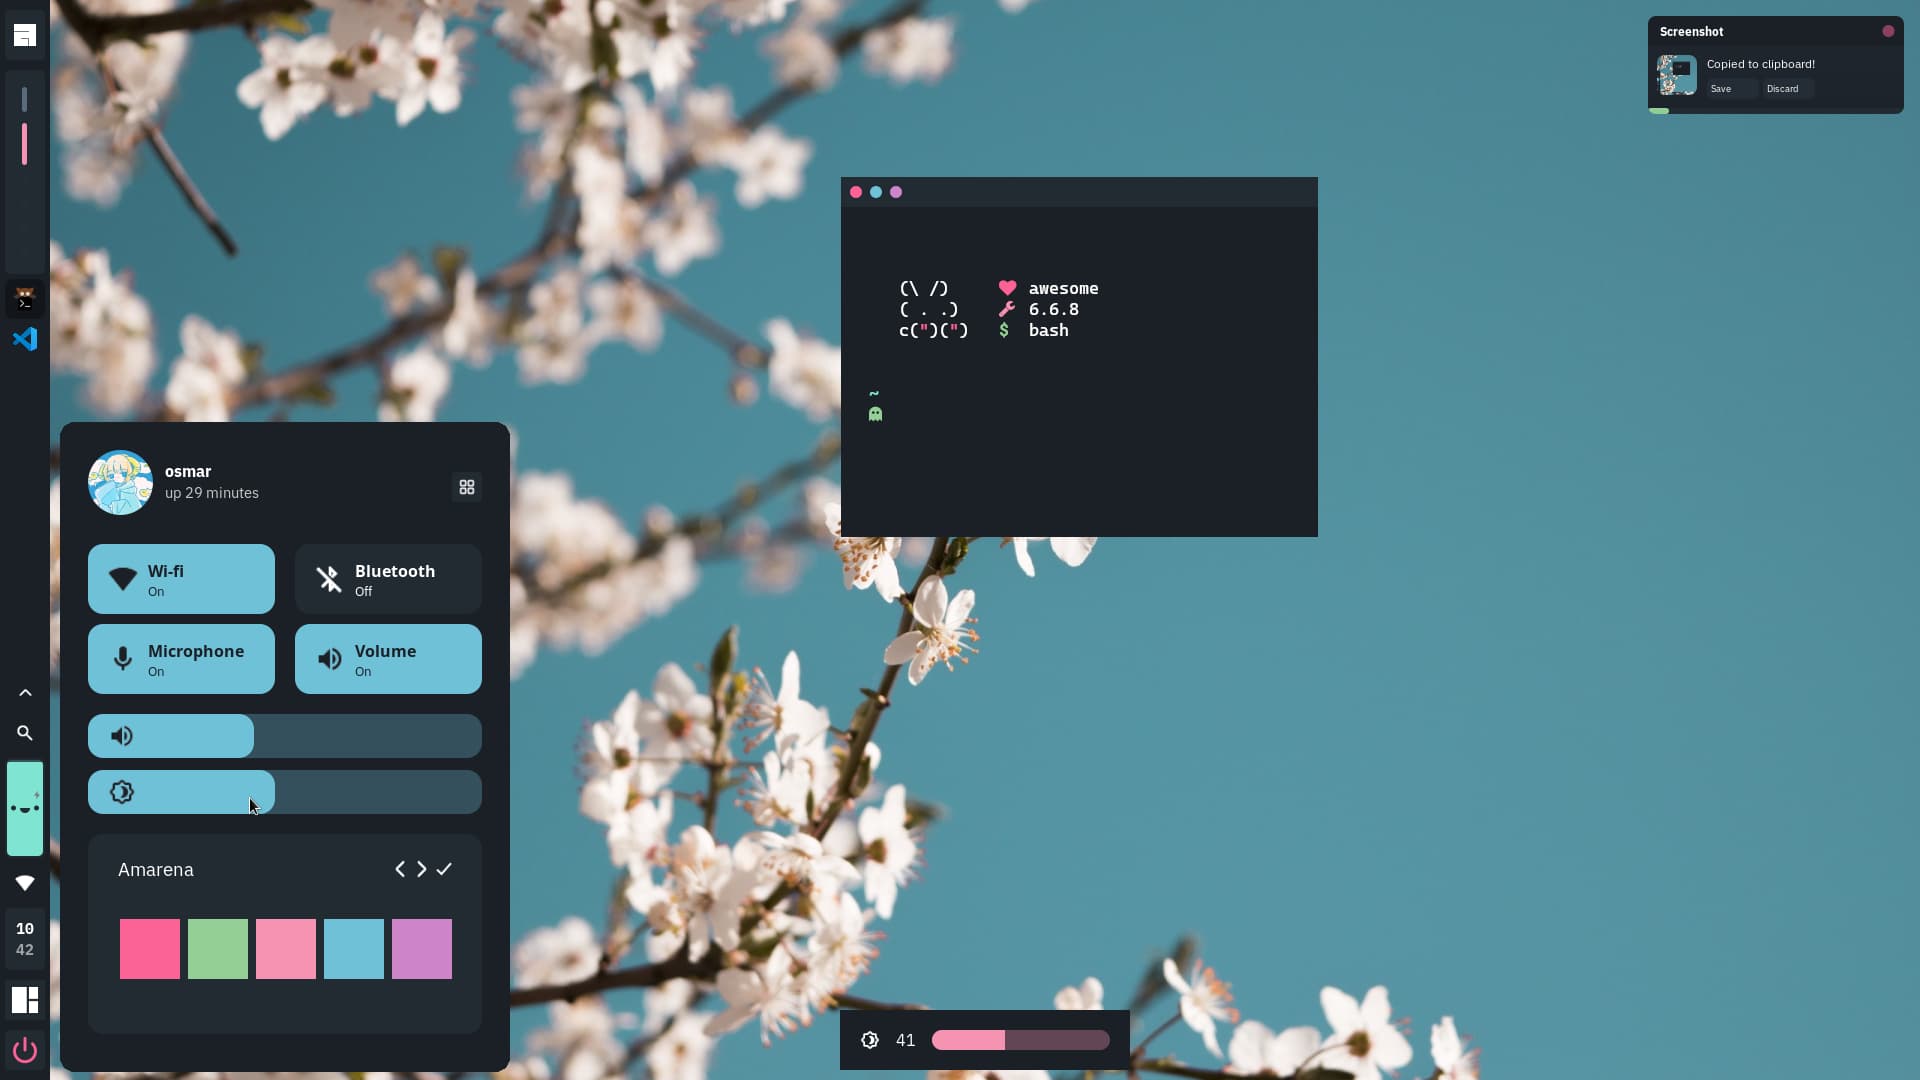 Screenshot
Copied to clipboard!
Save Discard
(\ /) awesome
( . .) 6.6.8
c(")(") $ bash
~
osmar
up 29 minutes
Wi-fi
On
Bluetooth
Off
Microphone
On
Volume
On
Amarena
10
42
41